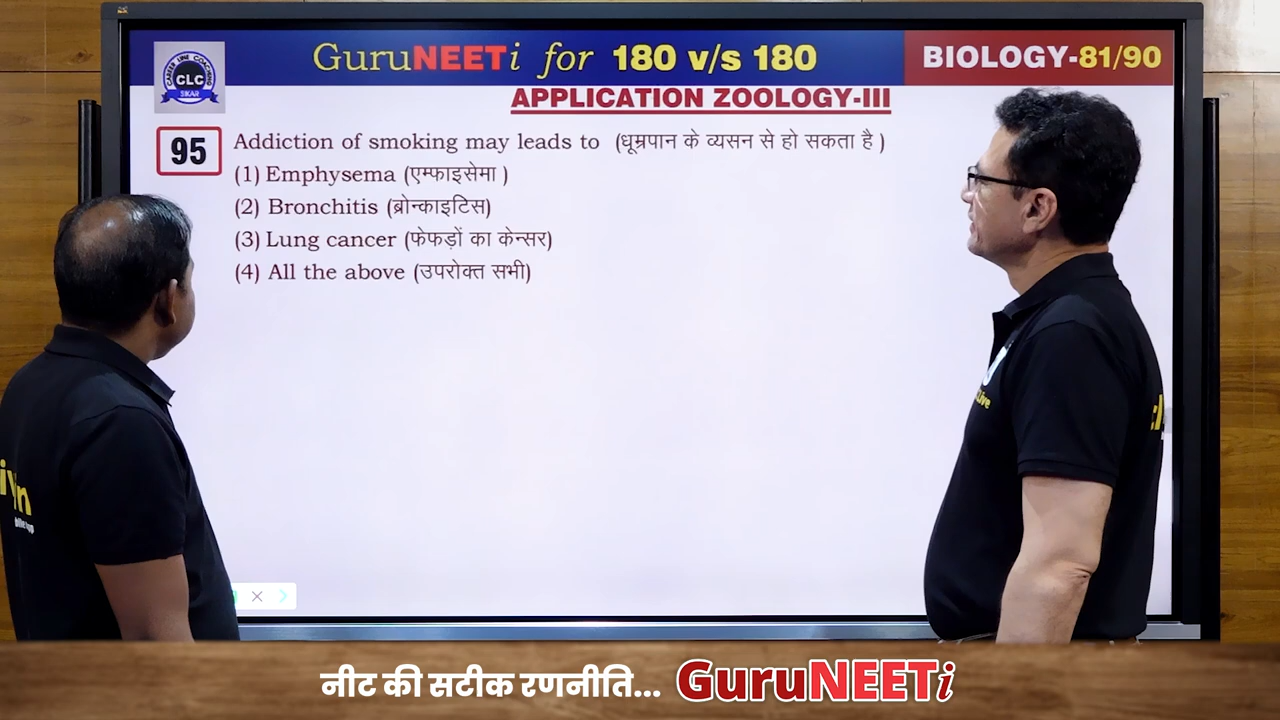 GuruNEETi for 180 v/s 180
BIOLOGY-81/90
CLC
SIKAR
APPLICATION ZOOLOGY-III
95
Addiction of smoking may leads to (धूम्रपान के व्यसन से हो सकता है )
(1) Emphysema (एम्फाइसेमा )
(2) Bronchitis (ब्रोन्काइटिस)
(3) Lung cancer (फेफड़ों का केन्सर)
(4) All the above (उपरोक्त सभी)
नीट की सटीक रणनीति... GuruNEETi